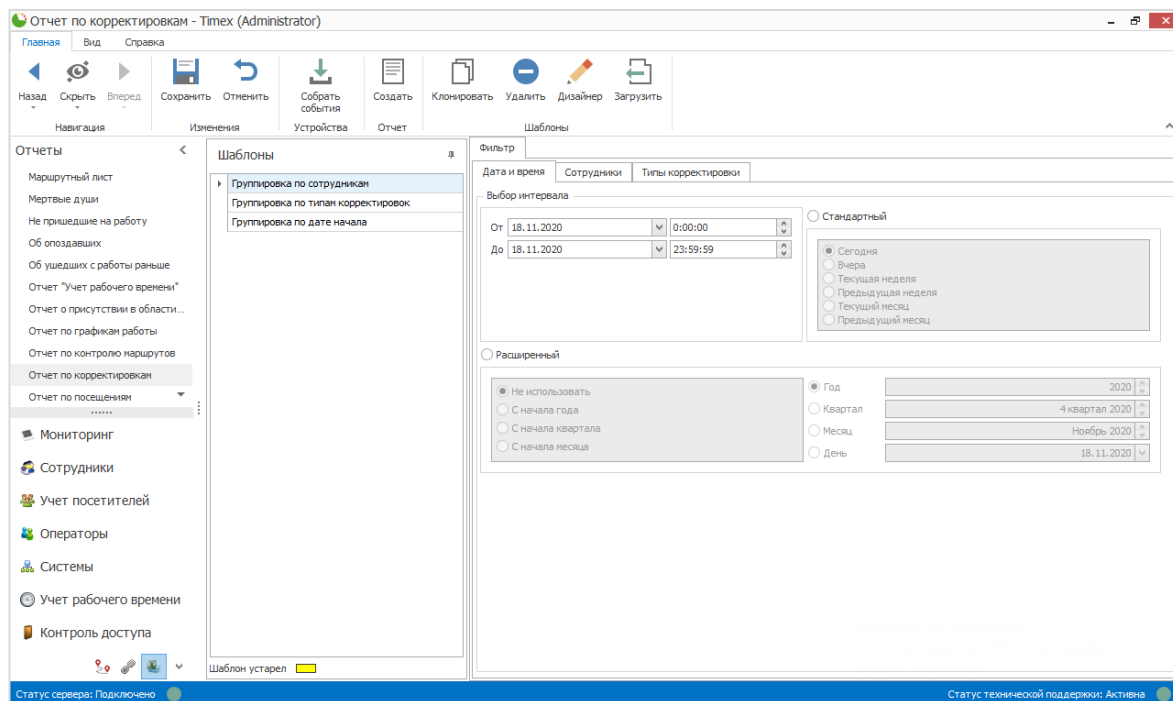 Отчет по корректировкам - Timex (Administrator)
Главная Вид Справка
Назад Скрыть Вперед Сохранить Отменить Собрать события Создать Клонировать Удалить Дизайнер Загрузить
Навигация Изменения Устройства Отчет Шаблоны
Отчеты
Маршрутный лист
Мертвые души
Не пришедшие на работу
Об опоздавших
Об ушедших с работы раньше
Отчет "Учет рабочего времени"
Отчет о присутствии в области...
Отчет по графикам работы
Отчет по контролю маршрутов
Отчет по корректировкам
Отчет по посещениям
Мониторинг
Сотрудники
Учет посетителей
Операторы
Системы
Учет рабочего времени
Контроль доступа
Шаблоны
Группировка по сотрудникам
Группировка по типам корректировок
Группировка по дате начала
Шаблон устарел
Фильтр
Дата и время Сотрудники Типы корректировки
Выбор интервала
От 18.11.2020 0:00:00
До 18.11.2020 23:59:59
Стандартный
Сегодня
Вчера
Текущая неделя
Предыдущая неделя
Текущий месяц
Предыдущий месяц
Расширенный
Не использовать
С начала года
С начала квартала
С начала месяца
Год 2020
Квартал 4 квартал 2020
Месяц Ноябрь 2020
День 18.11.2020
Статус сервера: Подключено Статус технической поддержки: Активна